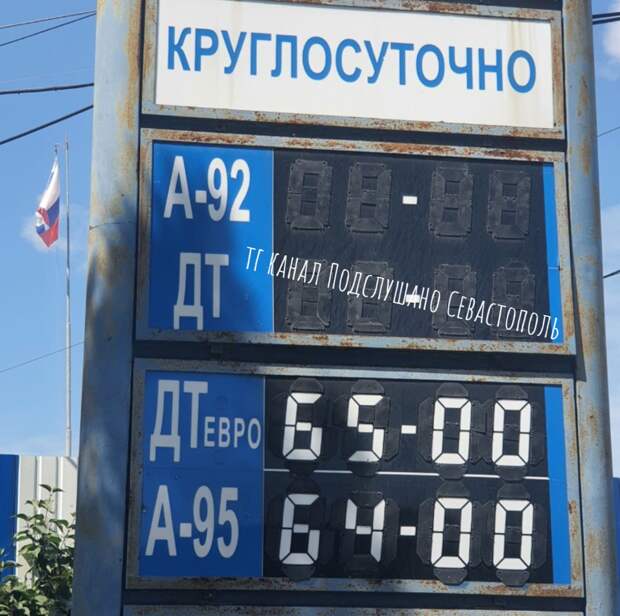 КРУГЛОСУТОЧНО
А-92 -
ДТ -
тг канал Подслушано Севастополь
ДТЕВРО 65-00
А-95 64-00